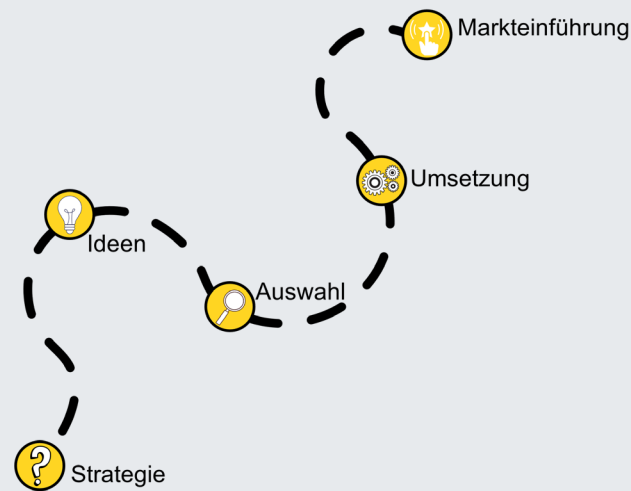 Markteinführung
Umsetzung
Ideen
Auswahl
Strategie